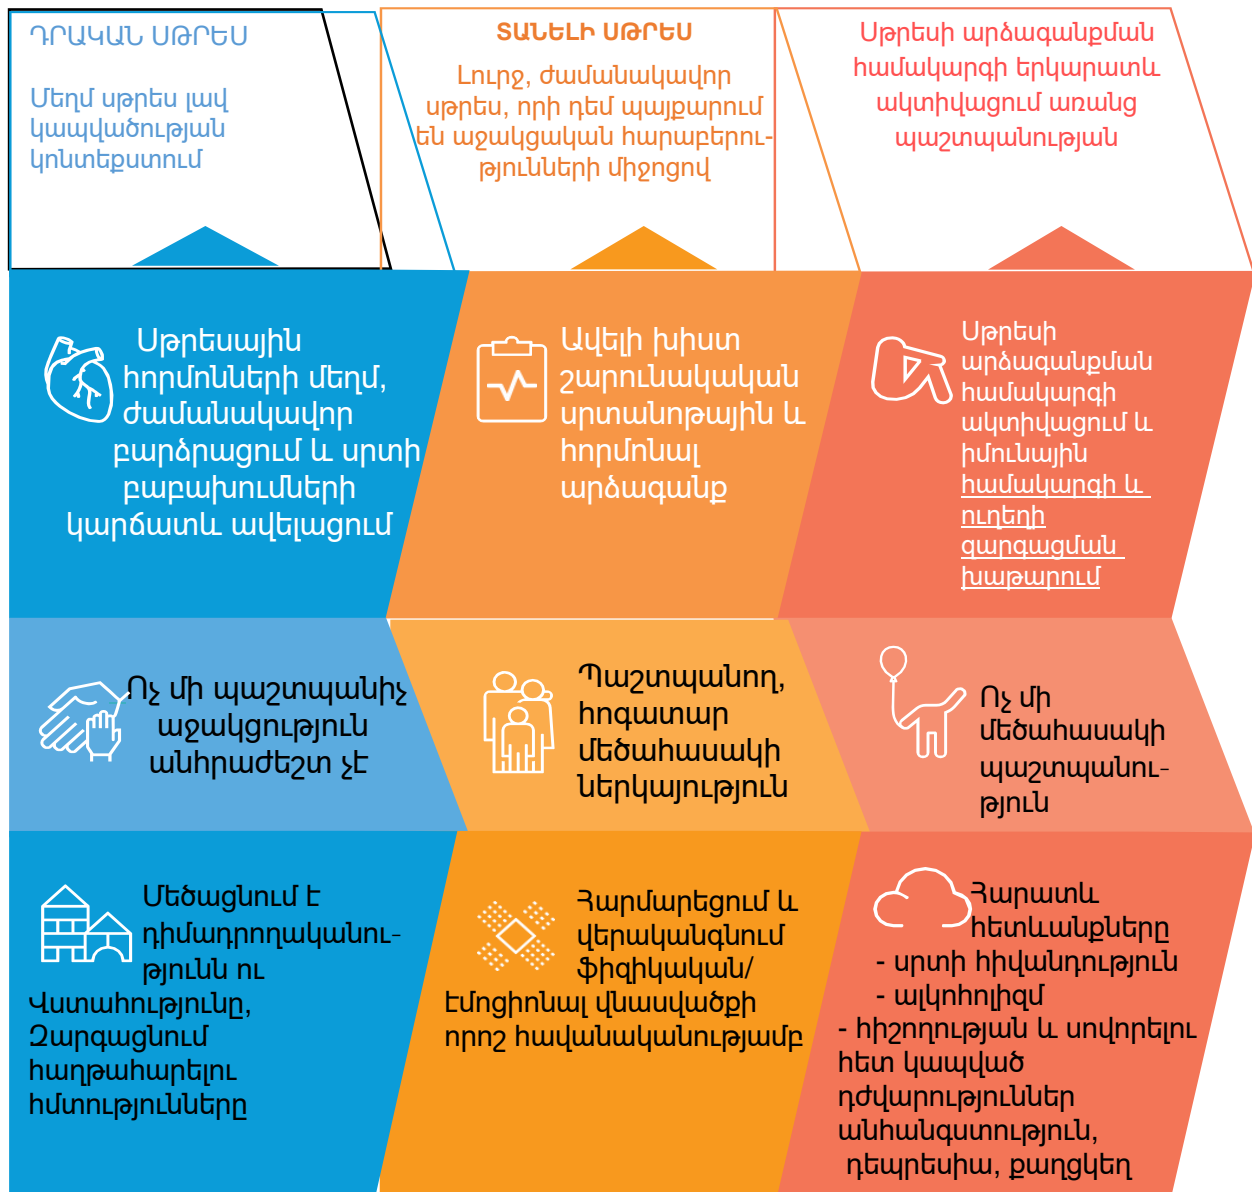 ԴՐԱԿԱՆ ՍԹՐԵՍ
Մեղմ սթրես լավ
կապվածության
կոնտեքստում
ՏԱՆԵԼԻ ՍԹՐԵՍ
Լուրջ, ժամանակավոր
սթրես, որի դեմ պայքարում
են աջակցական հարաբերու-
թյունների միջոցով
Սթրեսի արձագանքման
համակարգի երկարատև
ակտիվացում առանց
պաշտպանության
Սթրեսային
հորմոնների մեղմ,
ժամանակավոր
բարձրացում և սրտի
բաբախումների
կարճատև ավելացում
Ավելի խիստ
շարունակական
սրտանոթային և
հորմոնալ
արձագանք
Սթրեսի
արձագանքման
համակարգի
ակտիվացում և
իմունային
համակարգի և
ուղեղի
զարգացման
խաթարում
Ոչ մի պաշտպանիչ
աջակցություն
անհրաժեշտ չէ
Պաշտպանող,
հոգատար
մեծահասակի
ներկայություն
Ոչ մի
մեծահասակի
պաշտպանու-
թյուն
Մեծացնում է
դիմադրողականու-
թյունն ու
Վստահությունը,
Զարգացնում
հաղթահարելու
հմտությունները
Հարմարեցում և
վերականգնում
ֆիզիկական/
էմոցիոնալ վնասվածքի
որոշ հավանականությամբ
Հարատև
հետևանքները
- սրտի հիվանդություն
- ալկոհոլիզմ
- հիշողության և սովորելու
հետ կապված
դժվարություններ
անհանգստություն,
դեպրեսիա, քաղցկեղ